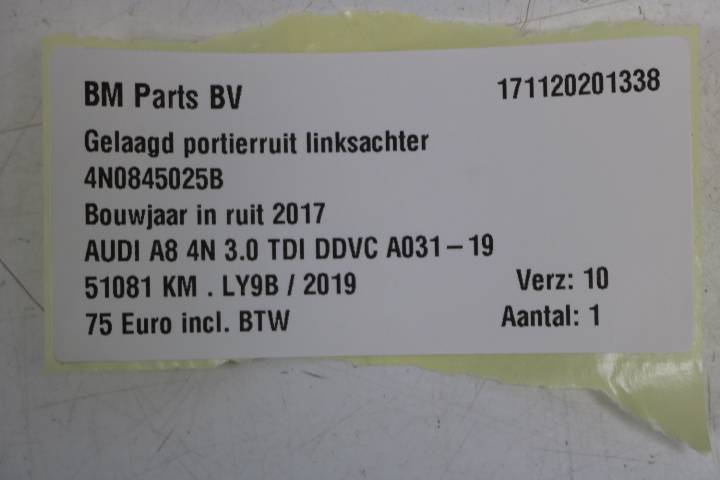 BM Parts BV 171120201338
Gelaagd portierruit linksachter
4N0845025B
Bouwjaar in ruit 2017
AUDI A8 4N 3.0 TDI DDVC A031-19
51081 KM . LY9B / 2019 Verz: 10
75 Euro incl. BTW Aantal: 1